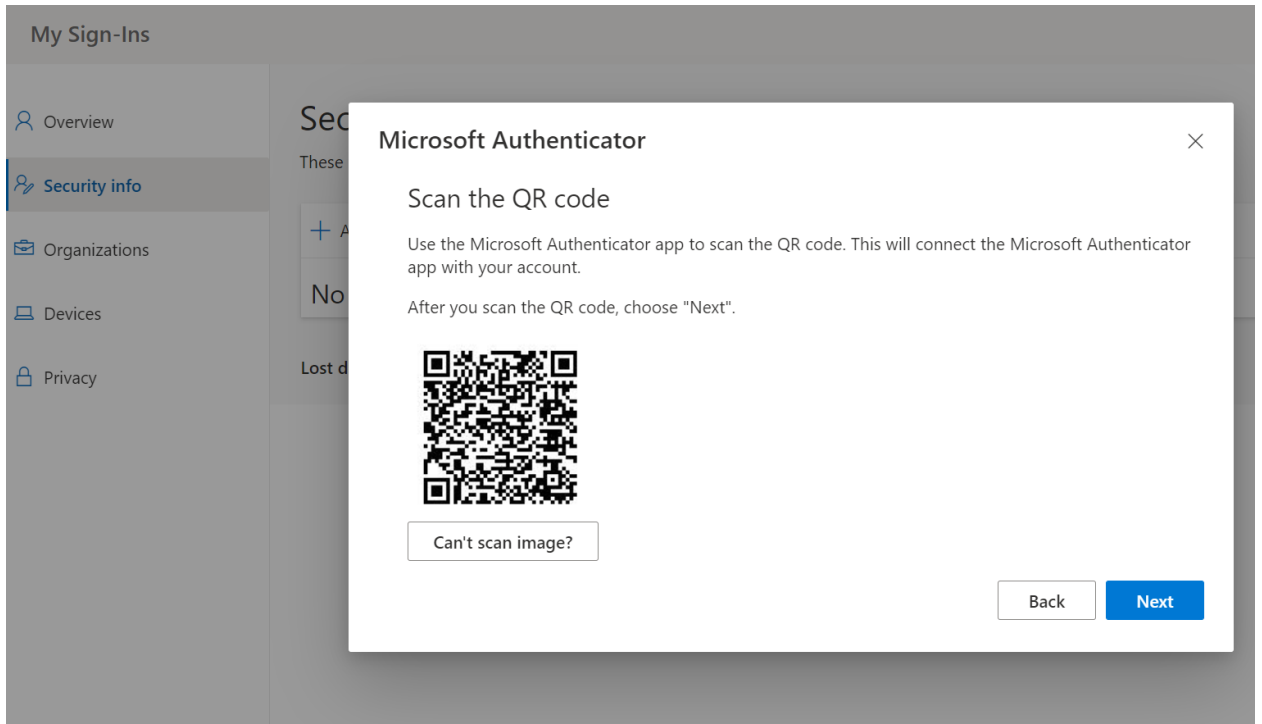 My Sign-Ins
Overview
Security info
Organizations
Devices
Privacy
Sec
These
A
No
Lost d
Microsoft Authenticator
Scan the QR code
Use the Microsoft Authenticator app to scan the QR code. This will connect the Microsoft Authenticator
app with your account.
After you scan the QR code, choose "Next".
Can't scan image?
Back
Next